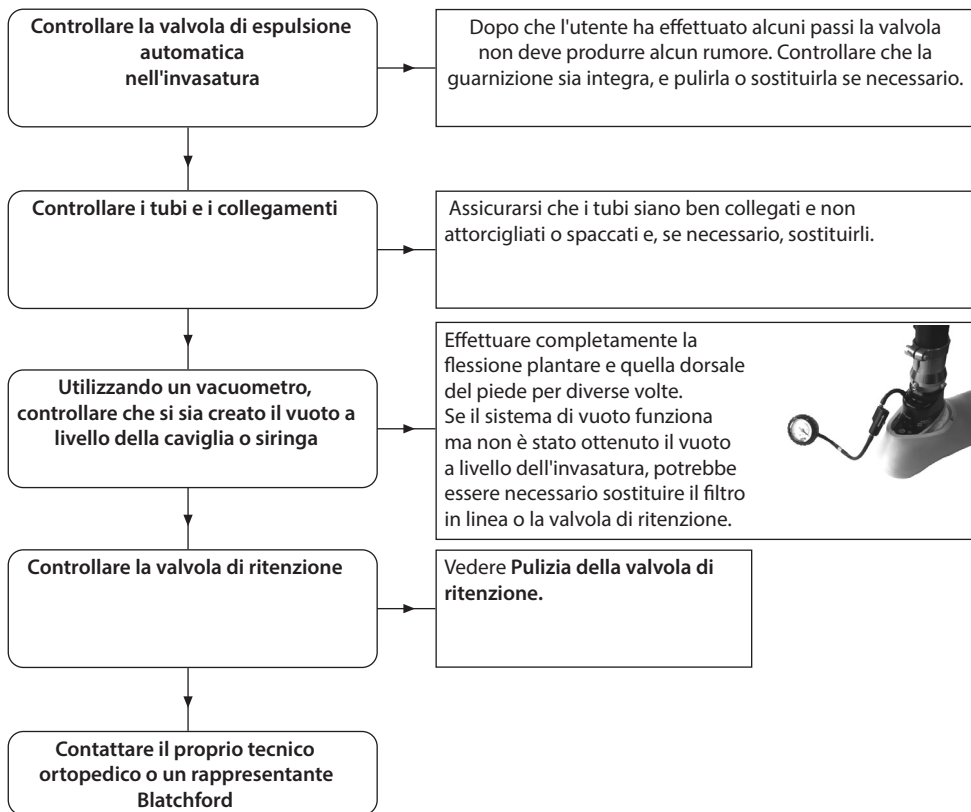 Controllare la valvola di espulsione
automatica
nell'invasatura
Dopo che l'utente ha effettuato alcuni passi la valvola
non deve produrre alcun rumore. Controllare che la
guarnizione sia integra, e pulirla o sostituirla se necessario.
Controllare i tubi e i collegamenti
Assicurarsi che i tubi siano ben collegati e non
attorcigliati o spaccati e, se necessario, sostituirli.
Utilizzando un vacuometro,
controllare che si sia creato il vuoto a
livello della caviglia o siringa
Effettuare completamente la
flessione plantare e quella dorsale
del piede per diverse volte.
Se il sistema di vuoto funziona
ma non è stato ottenuto il vuoto
a livello dell'invasatura, potrebbe
essere necessario sostituire il filtro
in linea o la valvola di ritenzione.
Controllare la valvola di ritenzione
Vedere Pulizia della valvola di
ritenzione.
Contattare il proprio tecnico
ortopedico o un rappresentante
Blatchford